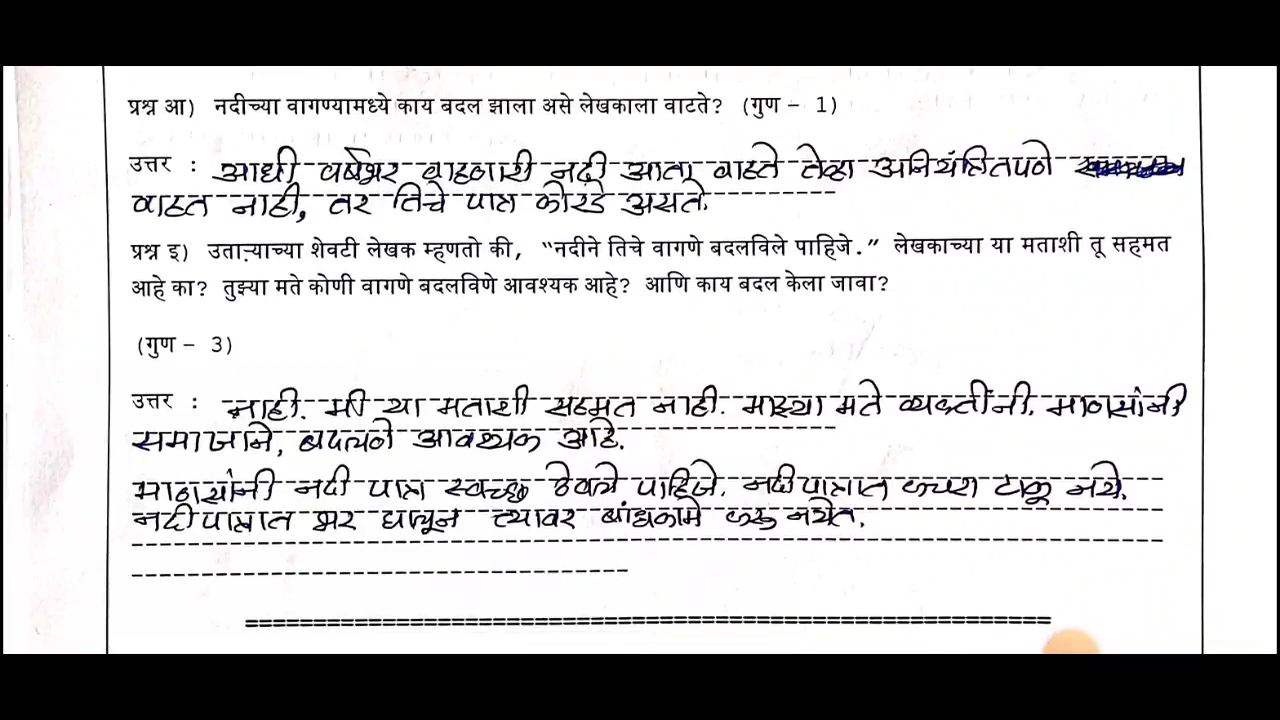 प्रश्न आ) नदीच्या वागण्यामध्ये काय बदल झाला असे लेखकाला वाटते? (गुण – 1)
उत्तर : आधी वर्षभर वाहणारी नदी आता वाहते तेव्हा अनियंत्रितपणे
वाहत नाही, तर तिचे पात्र कोरडे असते.
प्रश्न इ) उताऱ्याच्या शेवटी लेखक म्हणतो की, “नदीने तिचे वागणे बदलविले पाहिजे.” लेखकाच्या या मताशी तू सहमत
आहे का? तुझ्या मते कोणी वागणे बदलविणे आवश्यक आहे? आणि काय बदल केला जावा?
(गुण – 3)
उत्तर : नाही. मी या मताशी सहमत नाही. माझ्या मते व्यक्तींनी, माणसांनी
समाजाने, बदलणे आवश्यक आहे.
माणसांनी नदी पात्र स्वच्छ ठेवले पाहिजे. नदीपात्रात कचरा टाकू नये.
नदीपात्रात भर घालून त्यावर बांधकामे करू नयेत.